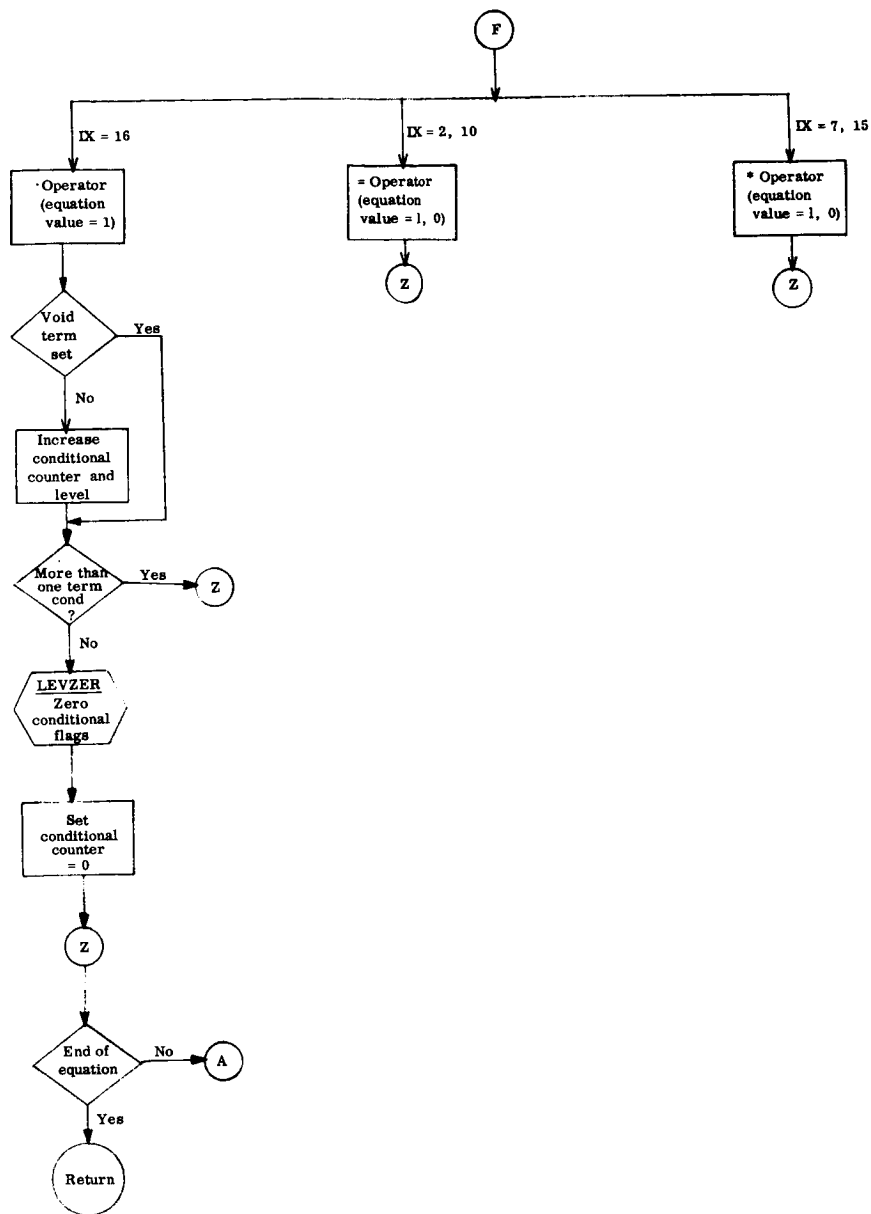 F
IX = 16
IX = 2, 10
IX = 7, 15
· Operator
(equation
value = 1)
= Operator
(equation
value = 1, 0)
* Operator
(equation
value = 1, 0)
Z
Z
Void
term
set
Yes
No
Increase
conditional
counter and
level
More than
one term
cond
?
Yes
Z
No
LEVZER
Zero
conditional
flags
Set
conditional
counter
= 0
Z
End of
equation
No
A
Yes
Return